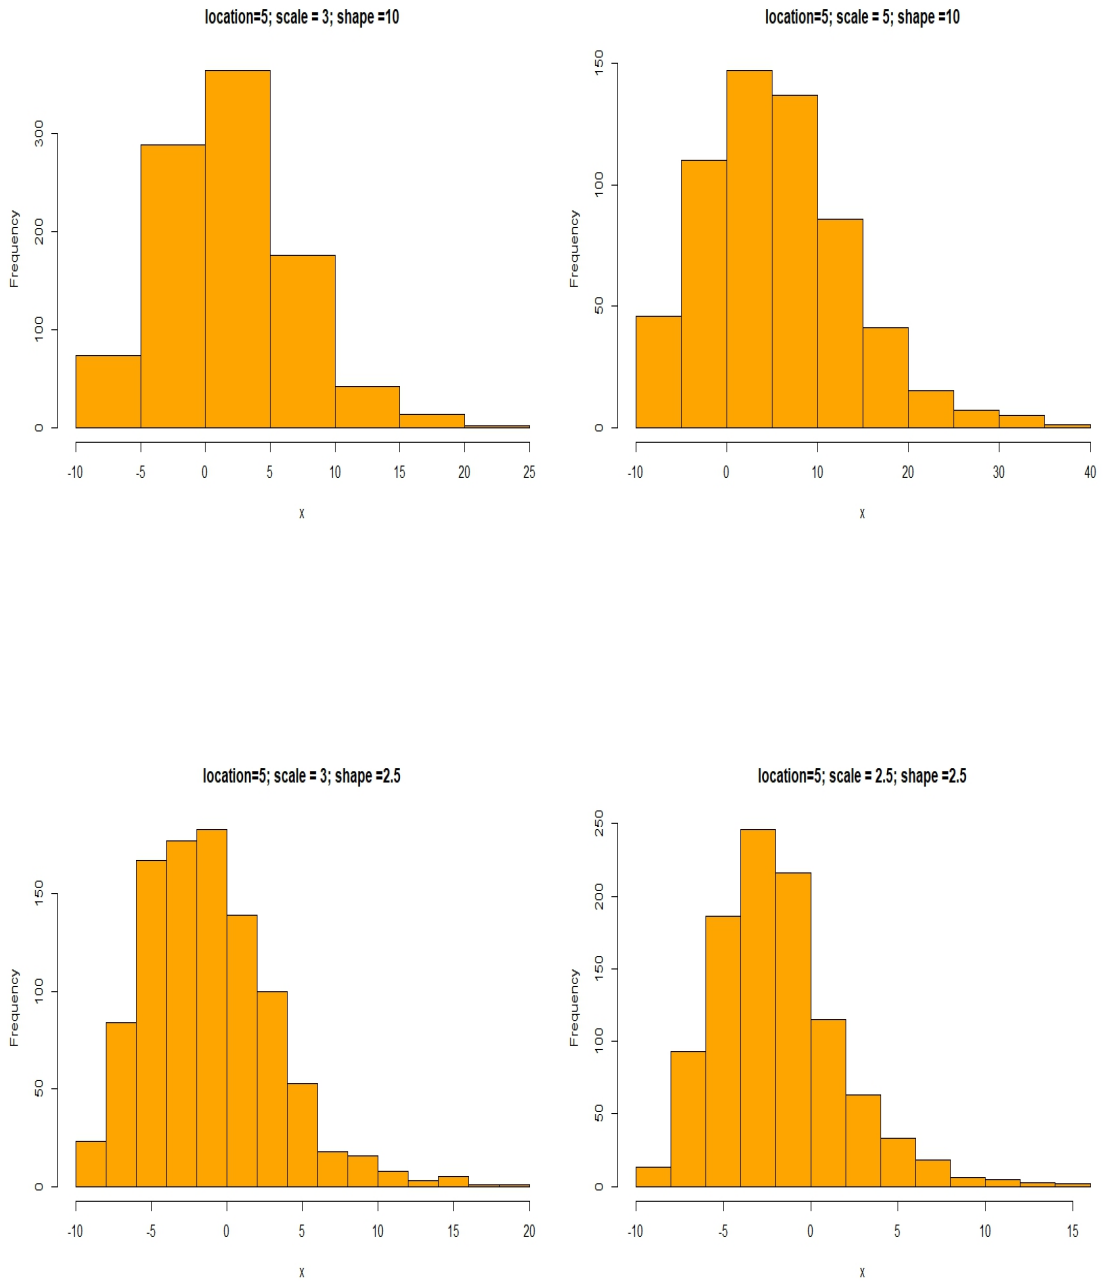 location=5; scale = 3; shape =10
Frequency
300
200
100
0
-10 -5 0 5 10 15 20 25
x
location=5; scale = 5; shape =10
Frequency
150
100
50
0
-10 0 10 20 30 40
x
location=5; scale = 3; shape =2.5
Frequency
150
100
50
0
-10 -5 0 5 10 15 20
x
location=5; scale = 2.5; shape =2.5
Frequency
250
200
150
100
50
0
-10 -5 0 5 10 15
x